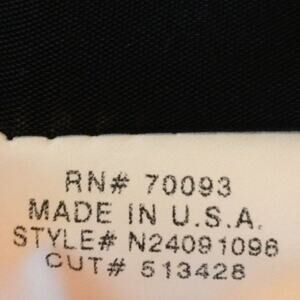 RN# 70093
MADE IN U.S.A.
STYLE# N24091096
CUT# 513428